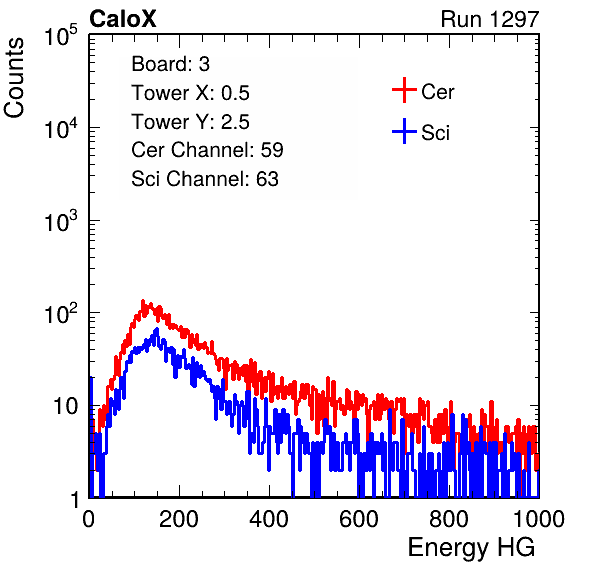 CaloX Run 1297
Counts
10^5
10^4
10^3
10^2
10
1
Board: 3
Tower X: 0.5
Tower Y: 2.5
Cer Channel: 59
Sci Channel: 63
Cer
Sci
0 200 400 600 800 1000
Energy HG